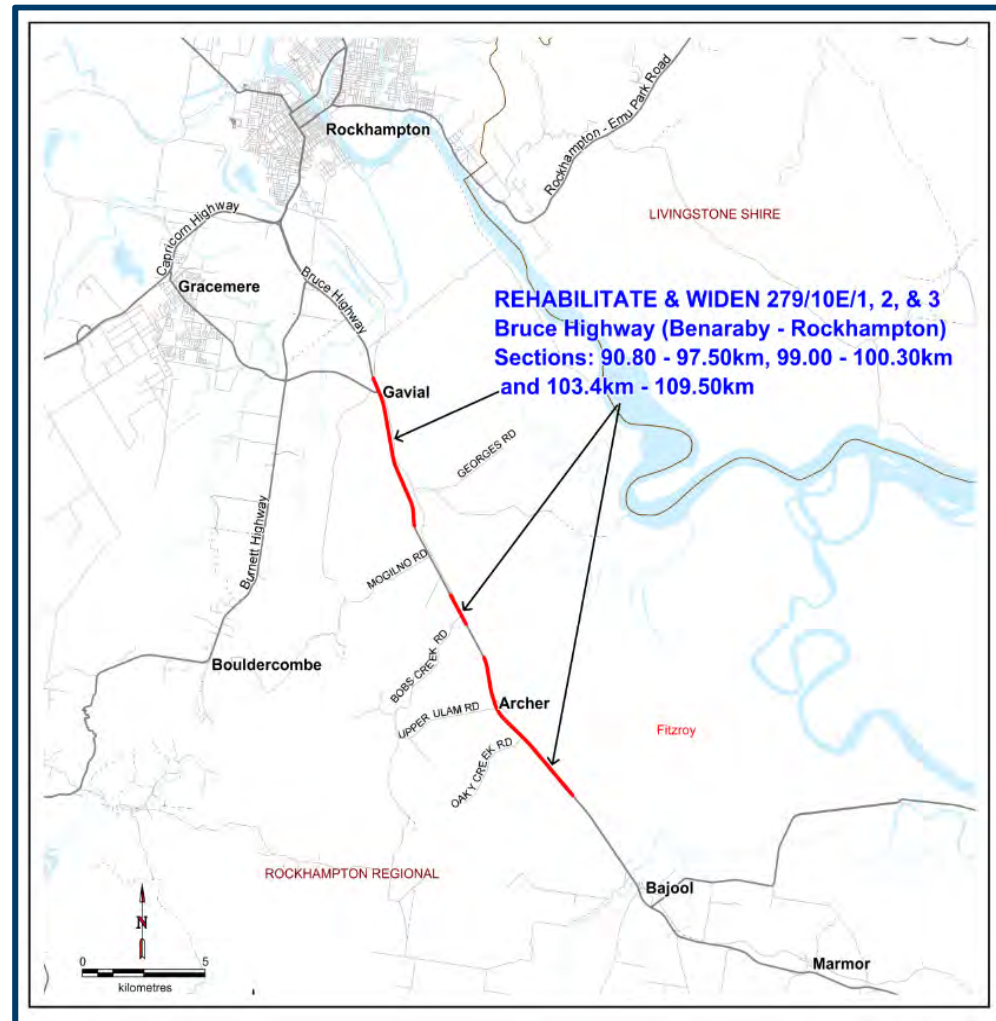 Rockhampton
Rockhampton - Emu Park Road
LIVINGSTONE SHIRE
Capricorn Highway
Bruce Highway
Gracemere
REHABILITATE & WIDEN 279/10E/1, 2, & 3
Bruce Highway (Benaraby - Rockhampton)
Sections: 90.80 - 97.50km, 99.00 - 100.30km
and 103.4km - 109.50km
Gavial
GEORGES RD
Burnett Highway
MOGILNO RD
Bouldercombe
BOBS CREEK RD
Archer
UPPER ULAM RD
Fitzroy
OAKY CREEK RD
ROCKHAMPTON REGIONAL
Bajool
N
Marmor
0 5
kilometres